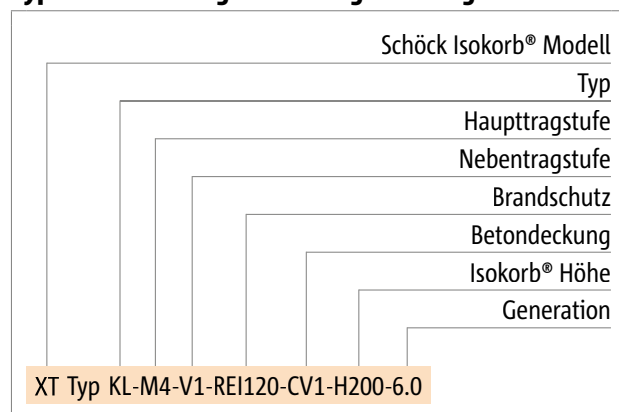 Schöck Isokorb® Modell
Typ
Haupttragstufe
Nebentragstufe
Brandschutz
Betondeckung
Isokorb® Höhe
Generation
XT Typ KL-M4-V1-REI120-CV1-H200-6.0